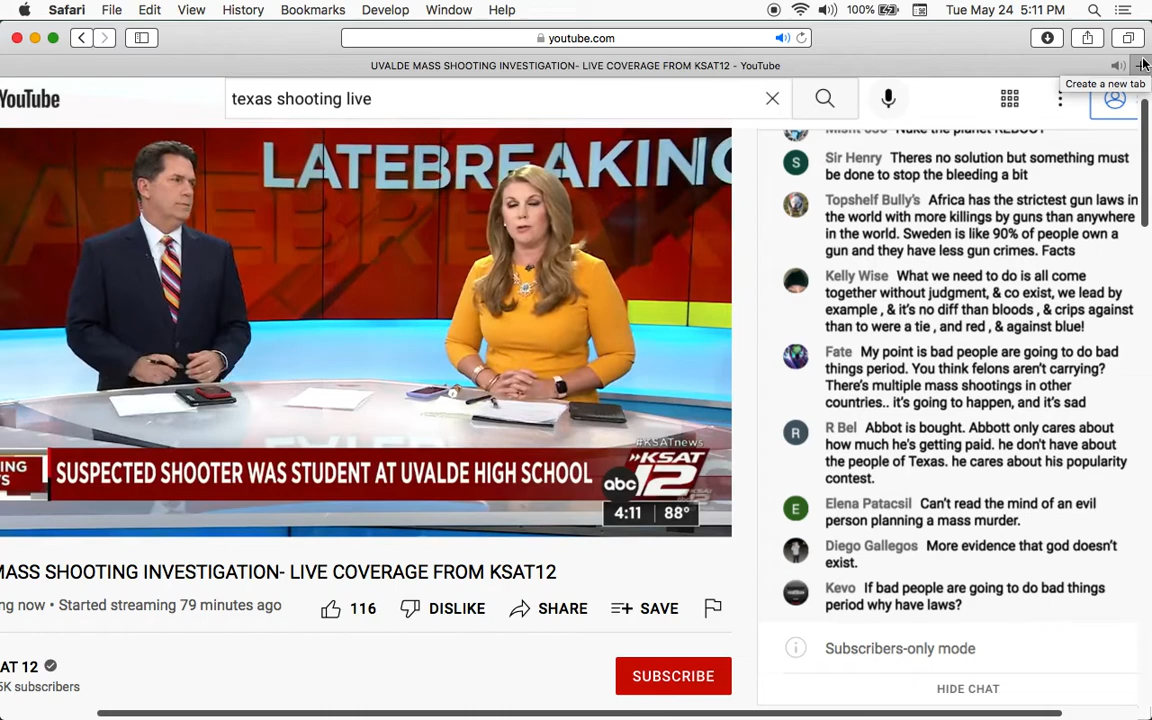 Safari File Edit View History Bookmarks Develop Window Help 100% Tue May 24 5:11 PM
youtube.com
UVALDE MASS SHOOTING INVESTIGATION- LIVE COVERAGE FROM KSAT12 - YouTube
Create a new tab
YouTube
texas shooting live
LATEBREAKING
SUSPECTED SHOOTER WAS STUDENT AT UVALDE HIGH SCHOOL
#KSATnews
KSAT
abc 12
4:11 88°
MASS SHOOTING INVESTIGATION- LIVE COVERAGE FROM KSAT12
ng now • Started streaming 79 minutes ago
116 DISLIKE SHARE SAVE
AT 12
5K subscribers
SUBSCRIBE
Nuke the planet REBOOT
S Sir Henry Theres no solution but something must
be done to stop the bleeding a bit
Topshelf Bully's Africa has the strictest gun laws in
the world with more killings by guns than anywhere
in the world. Sweden is like 90% of people own a
gun and they have less gun crimes. Facts
Kelly Wise What we need to do is all come
together without judgment, & co exist, we lead by
example , & it's no diff than bloods , & crips against
than to were a tie , and red , & against blue!
Fate My point is bad people are going to do bad
things period. You think felons aren't carrying?
There's multiple mass shootings in other
countries.. it's going to happen, and it's sad
R R Bel Abbot is bought. Abbott only cares about
how much he's getting paid. he don't have about
the people of Texas. he cares about his popularity
contest.
E Elena Patacsil Can't read the mind of an evil
person planning a mass murder.
Diego Gallegos More evidence that god doesn't
exist.
Kevo If bad people are going to do bad things
period why have laws?
Subscribers-only mode
HIDE CHAT